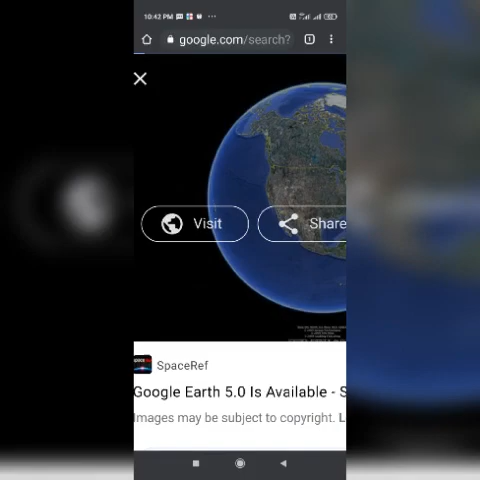 10:42 PM
google.com/search?
1
Visit
Share
SpaceRef
Google Earth 5.0 Is Available - S
Images may be subject to copyright. L